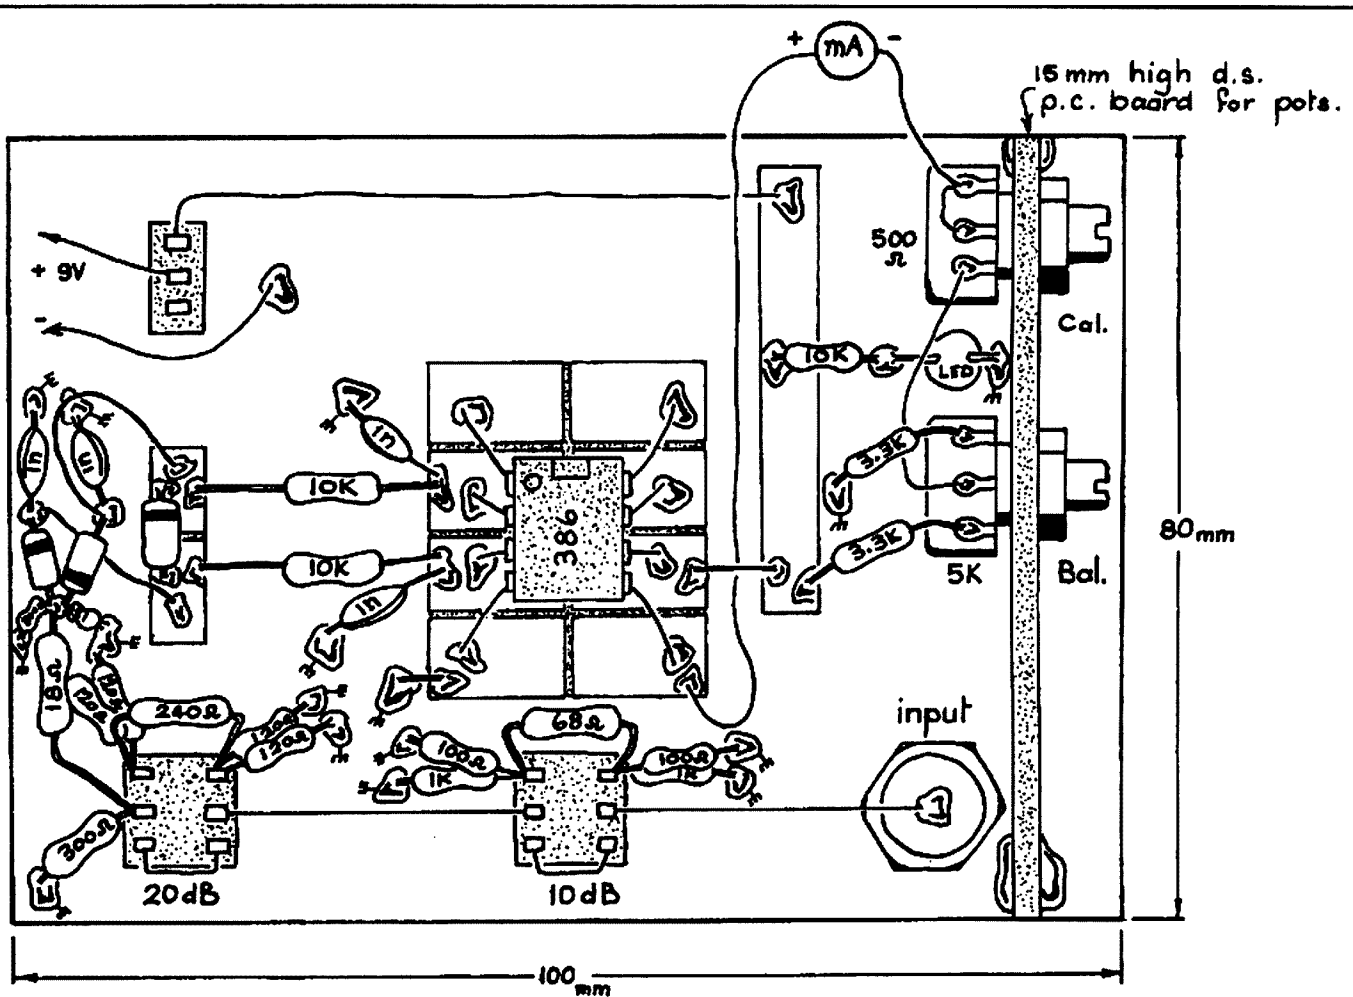 + mA -
15 mm high d.s.
p.c. board for pots.
+ 9V
-
500
Ω
Cal.
10K
LED
1n
1n
1n
10K
3.3K
386
80mm
10K
3.3K
5K
Bal.
1n
18Ω
120Ω
240Ω
120Ω
120Ω
68Ω
input
100Ω
1K
100Ω
1K
300Ω
20dB
10dB
100mm